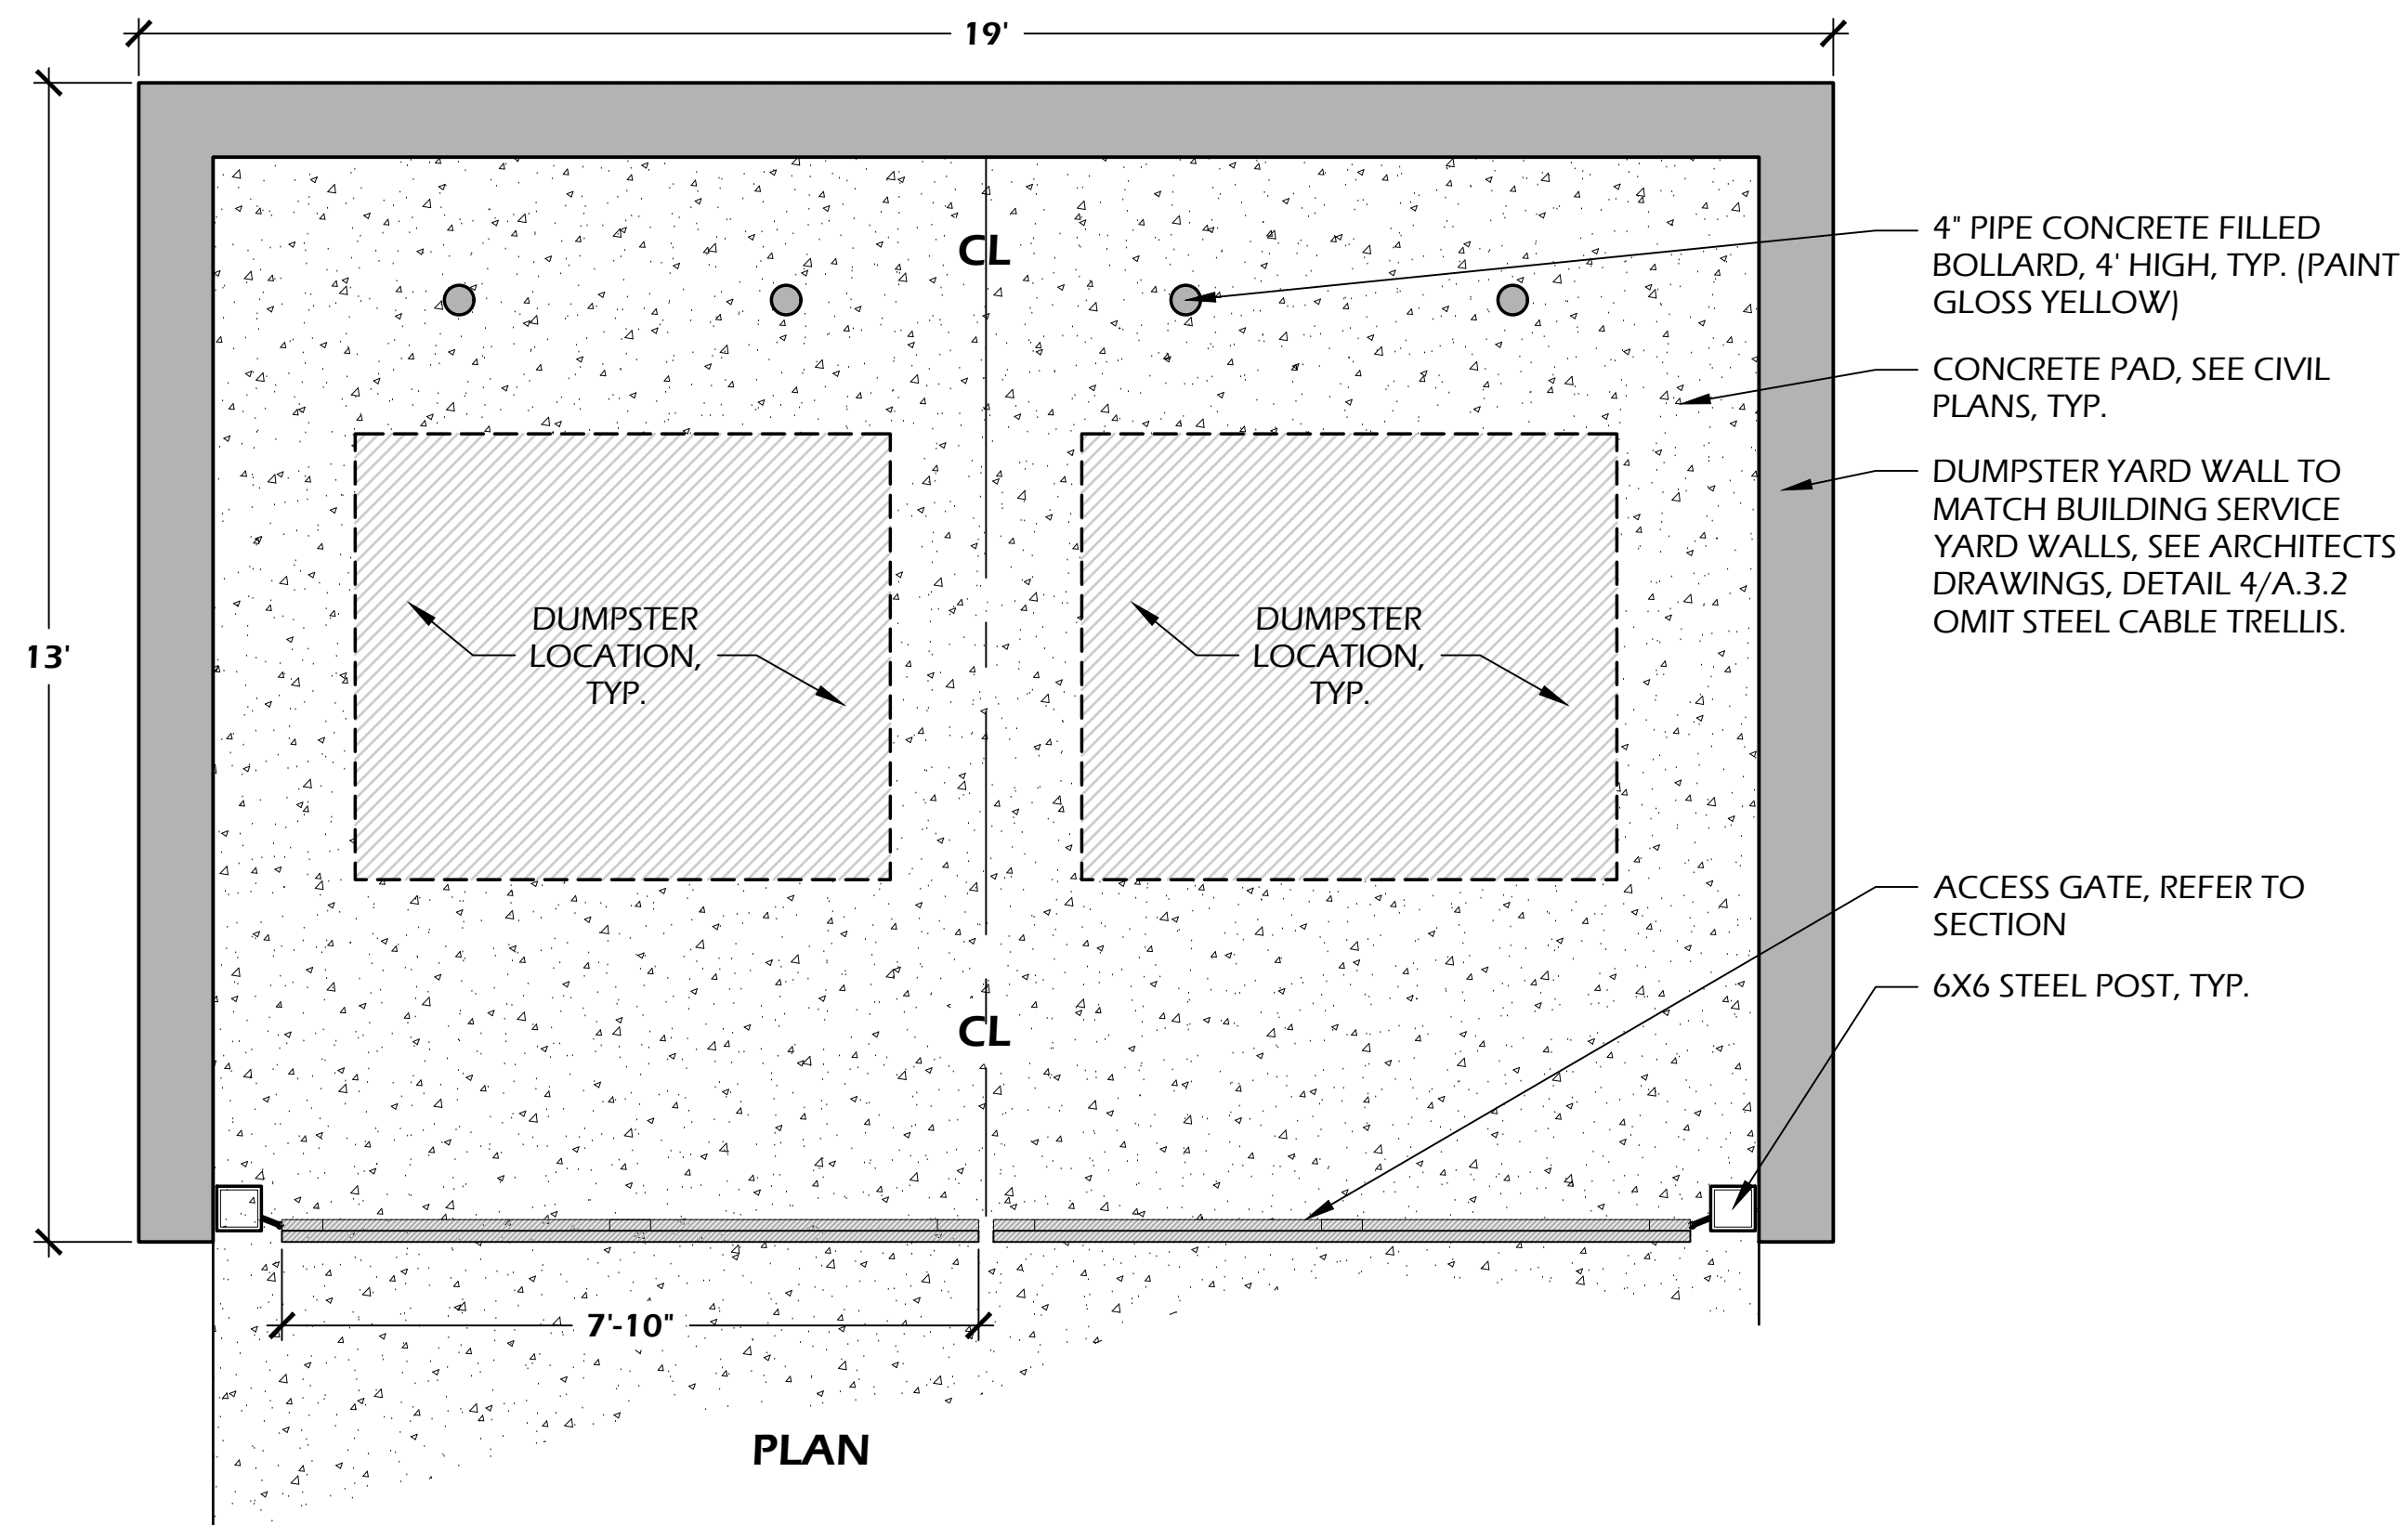 19'
CL
4" PIPE CONCRETE FILLED
BOLLARD, 4' HIGH, TYP. (PAINT
GLOSS YELLOW)
CONCRETE PAD, SEE CIVIL
PLANS, TYP.
DUMPSTER YARD WALL TO
MATCH BUILDING SERVICE
YARD WALLS, SEE ARCHITECTS
DRAWINGS, DETAIL 4/A.3.2
OMIT STEEL CABLE TRELLIS.
13'
DUMPSTER
LOCATION,
TYP.
DUMPSTER
LOCATION,
TYP.
ACCESS GATE, REFER TO
SECTION
6X6 STEEL POST, TYP.
CL
7'-10"
PLAN